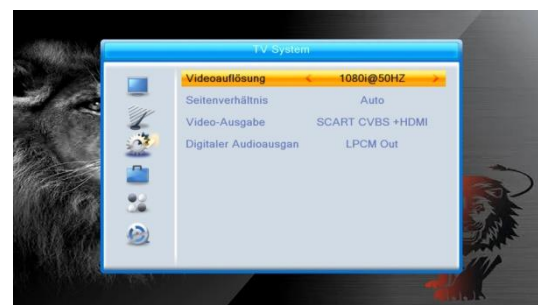 TV System
Videoauflösung 1080i@50HZ
Seitenverhältnis Auto
Video-Ausgabe SCART CVBS +HDMI
Digitaler Audioausgan LPCM Out